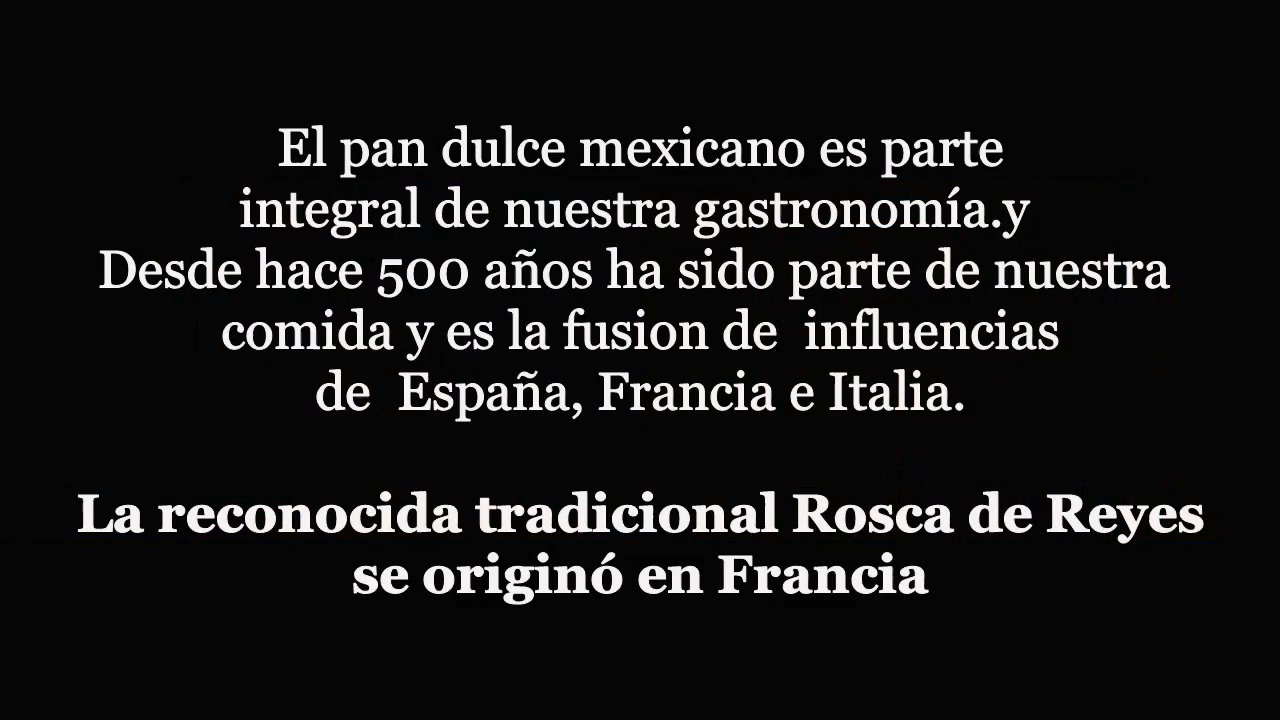 El pan dulce mexicano es parte
integral de nuestra gastronomía.y
Desde hace 500 años ha sido parte de nuestra
comida y es la fusion de  influencias
de  España, Francia e Italia.
La reconocida tradicional Rosca de Reyes
se originó en Francia